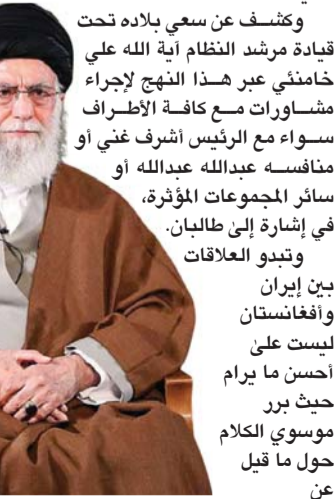 وكشف عن سعي بلاده تحت
قيادة مرشد النظام آية الله علي
خامنئي عبر هذا النهج لإجراء
مشاورات مع كافة الأطراف
سواء مع الرئيس أشرف غني أو
منافسه عبدالله عبدالله أو
سائر المجموعات المؤثرة،
في إشارة إلىٰ طالبان.
وتبدو العلاقات
بين إيران
وأفغانستان
ليست علىٰ
أحسن ما يرام
حيث برر
موسوي الكلام
حول ما قيل
عن